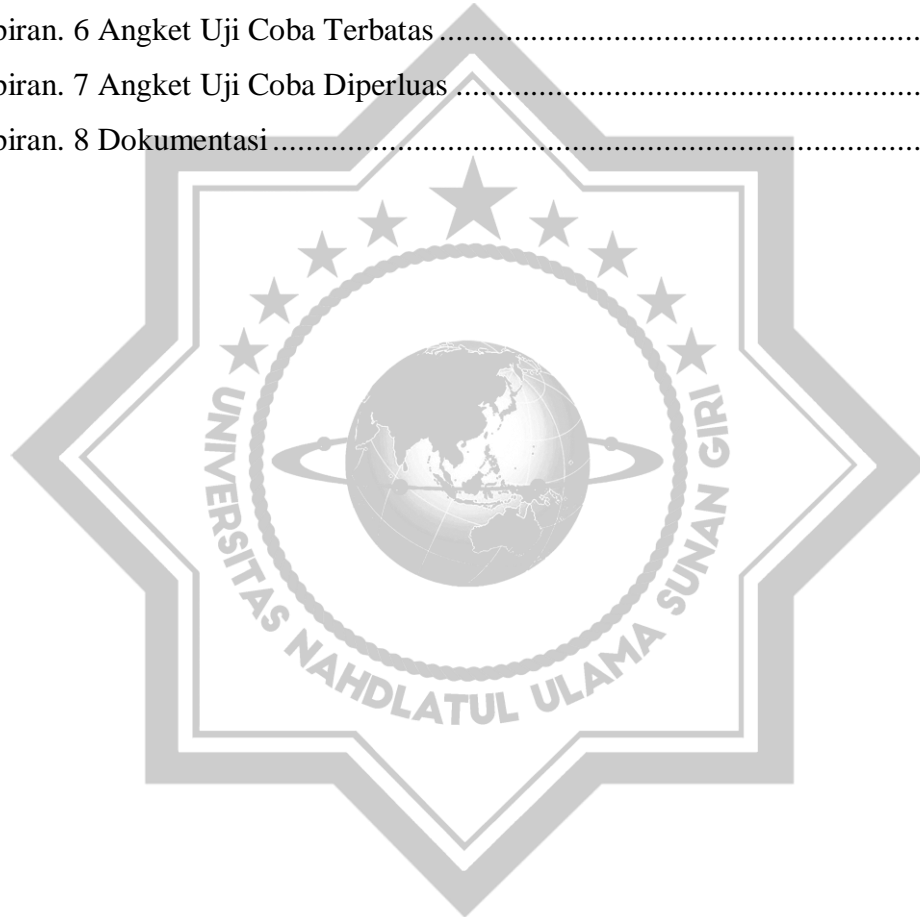 piran. 6 Angket Uji Coba Terbatas ............................................................
piran. 7 Angket Uji Coba Diperluas ..........................................................
piran. 8 Dokumentasi ................................................................................
UNIVERSITAS NAHDLATUL ULAMA SUNAN GIRI